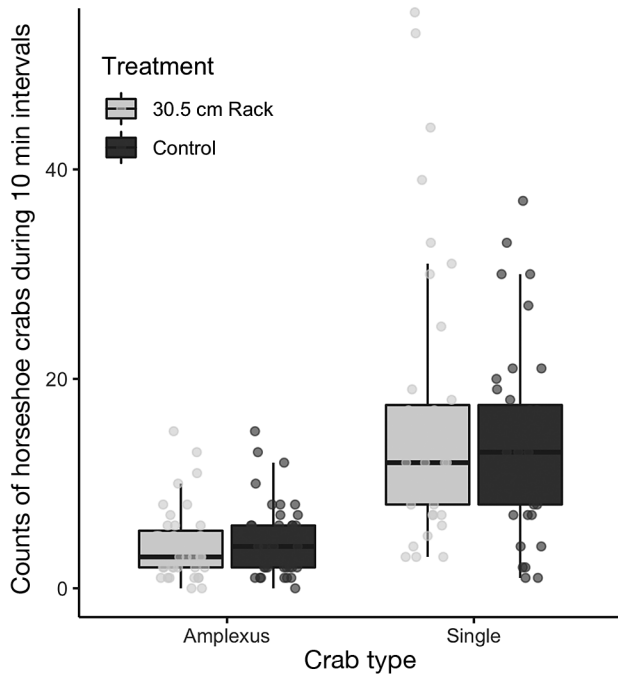 Counts of horseshoe crabs during 10 min intervals
Treatment
30.5 cm Rack
Control
40
20
0
Amplexus
Single
Crab type